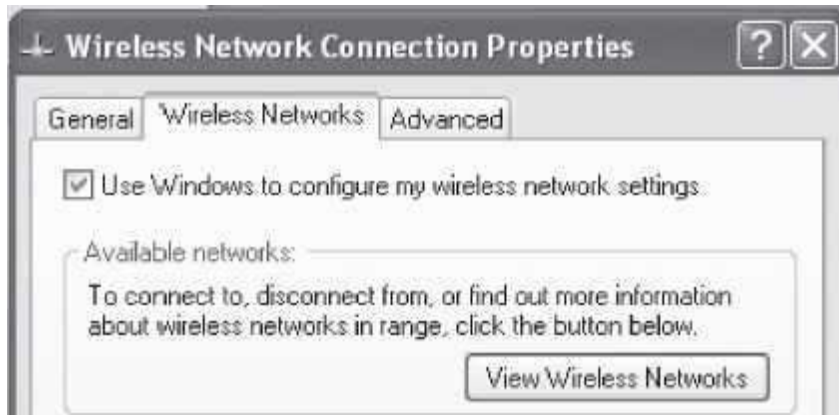 Wireless Network Connection Properties
General Wireless Networks Advanced
Use Windows to configure my wireless network settings
Available networks:
To connect to, disconnect from, or find out more information
about wireless networks in range, click the button below.
View Wireless Networks